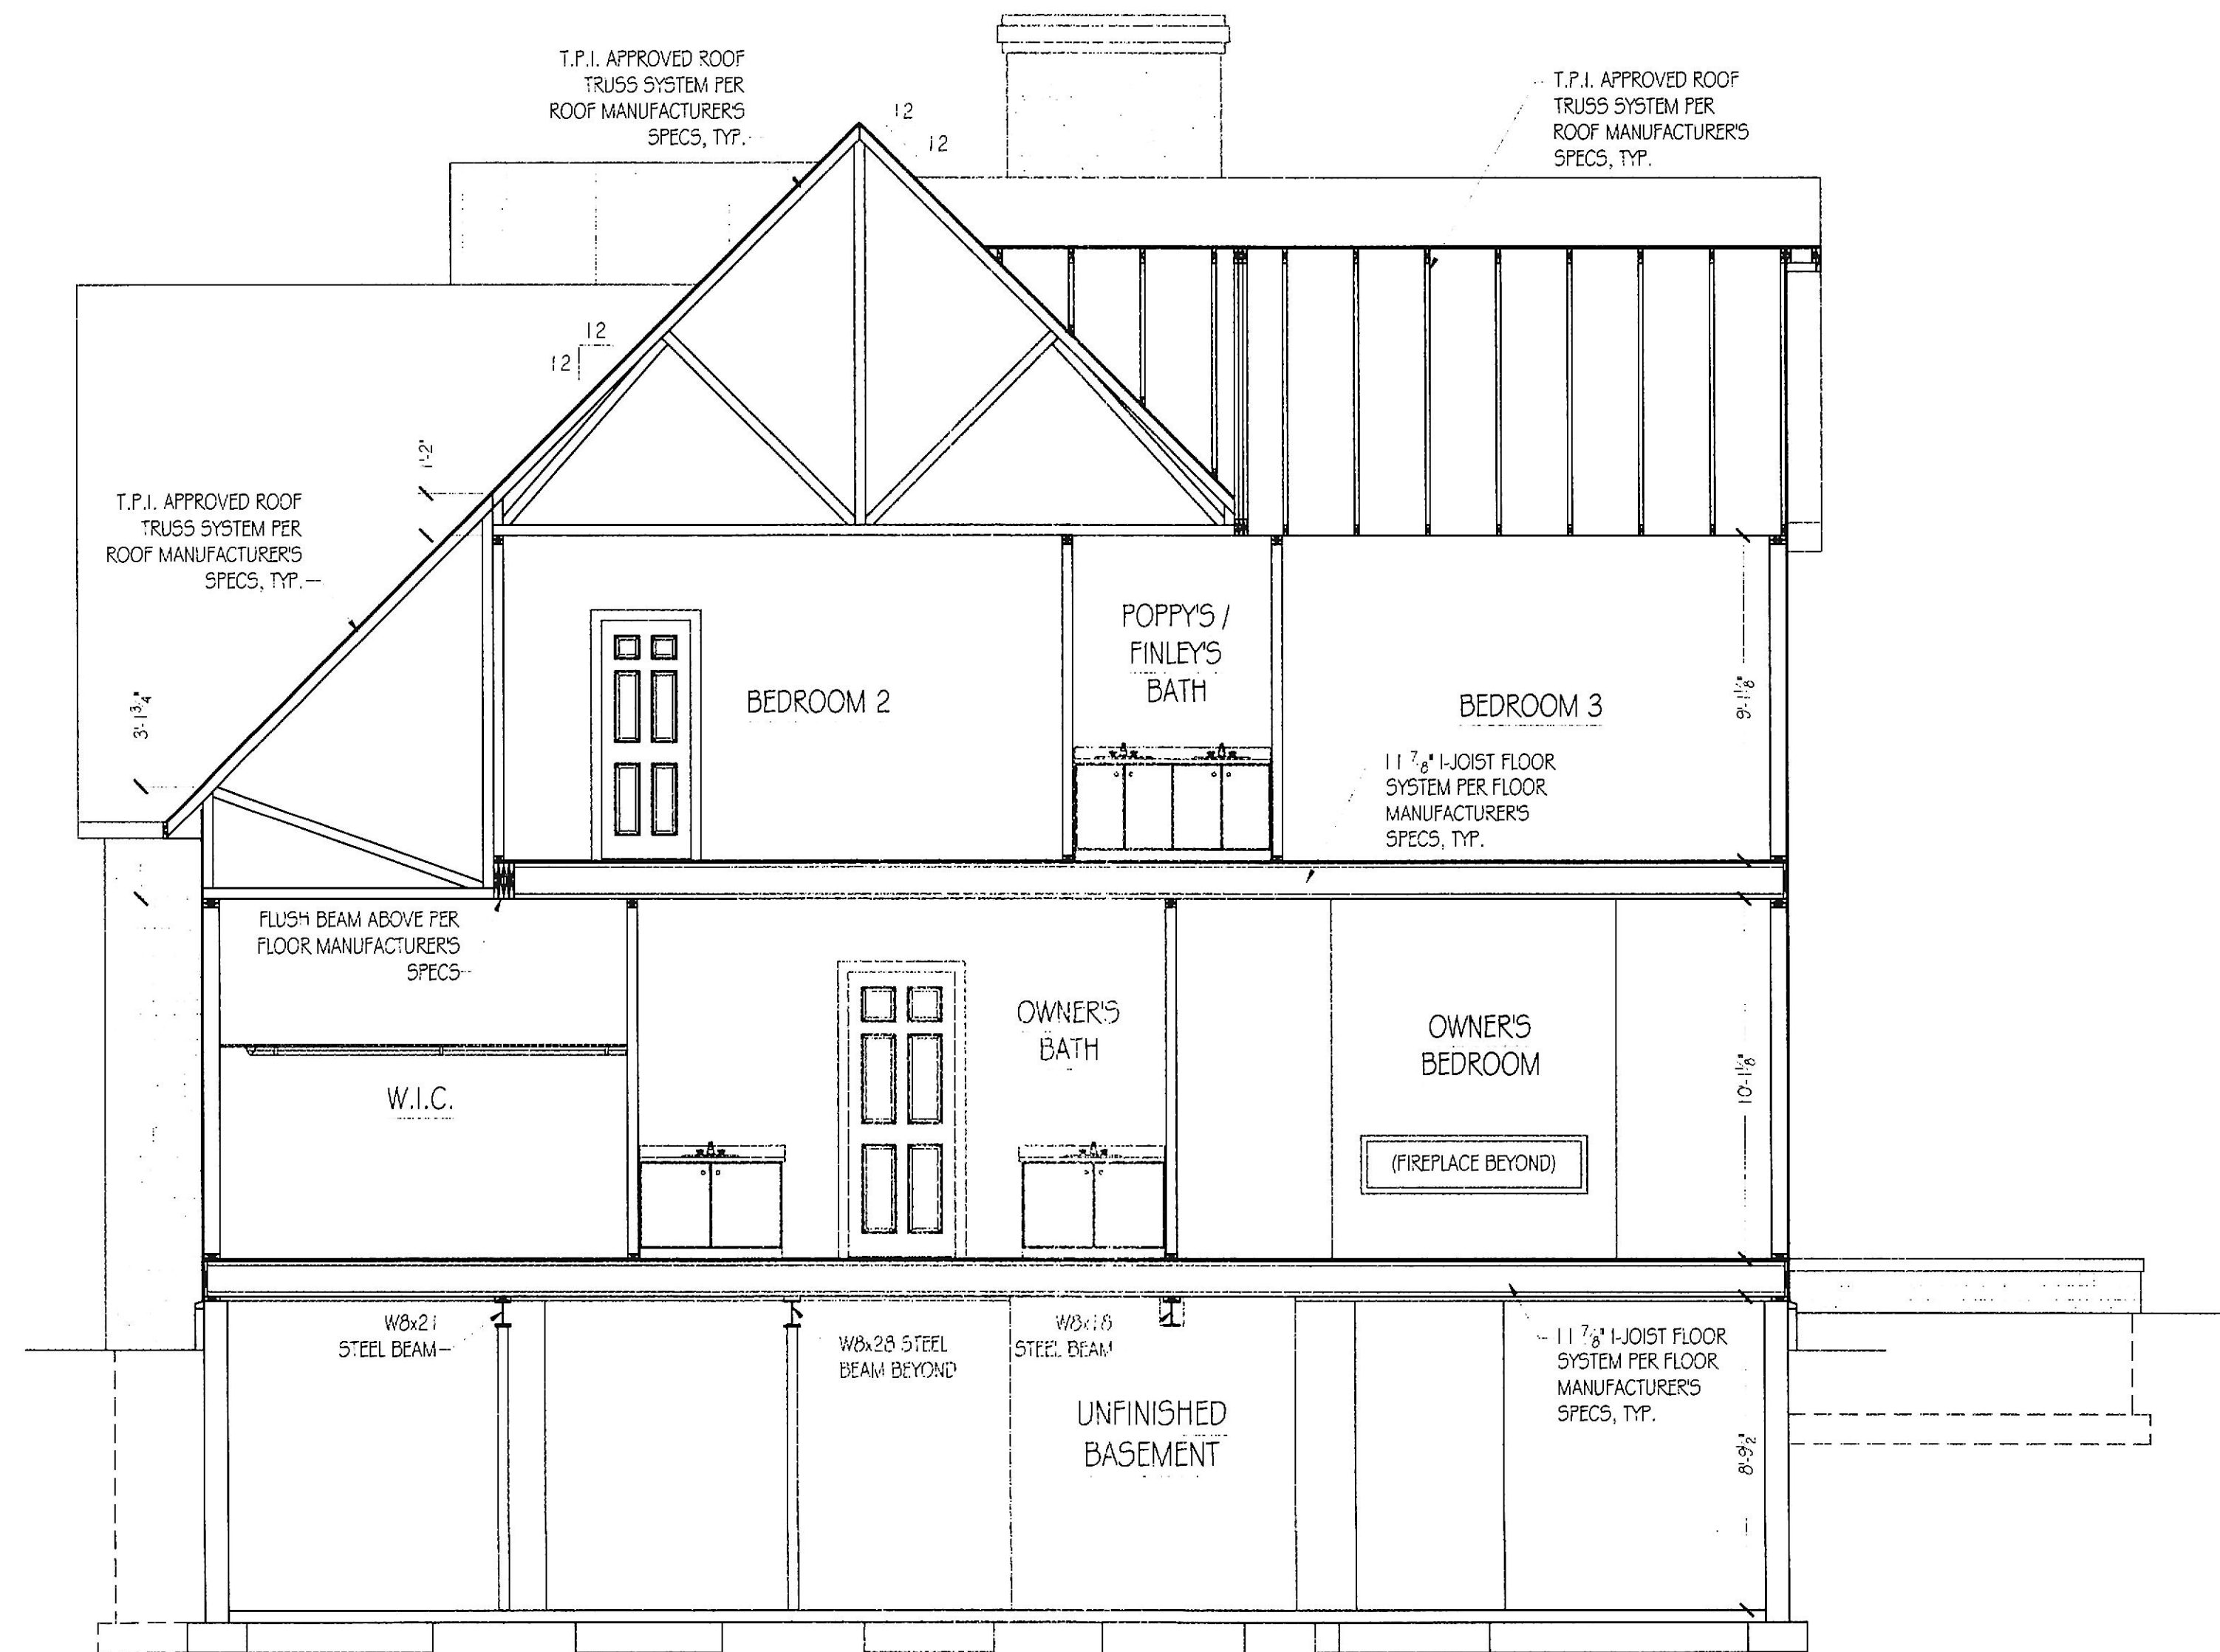 T.P.I. APPROVED ROOF
TRUSS SYSTEM PER
ROOF MANUFACTURER'S
SPECS, TYP.
12
12
T.P.I. APPROVED ROOF
TRUSS SYSTEM PER
ROOF MANUFACTURER'S
SPECS, TYP.
12
12
1'-2"
T.P.I. APPROVED ROOF
TRUSS SYSTEM PER
ROOF MANUFACTURER'S
SPECS, TYP.
3'-1 3/4"
BEDROOM 2
POPPY'S /
FINLEY'S
BATH
BEDROOM 3
9'-1 1/8"
11 7/8" I-JOIST FLOOR
SYSTEM PER FLOOR
MANUFACTURER'S
SPECS, TYP.
FLUSH BEAM ABOVE PER
FLOOR MANUFACTURER'S
SPECS
W.I.C.
OWNER'S
BATH
OWNER'S
BEDROOM
10'-1 1/8"
(FIREPLACE BEYOND)
W8x21
STEEL BEAM
W8x28 STEEL
BEAM BEYOND
W8x18
STEEL BEAM
UNFINISHED
BASEMENT
11 7/8" I-JOIST FLOOR
SYSTEM PER FLOOR
MANUFACTURER'S
SPECS, TYP.
8'-9 1/2"